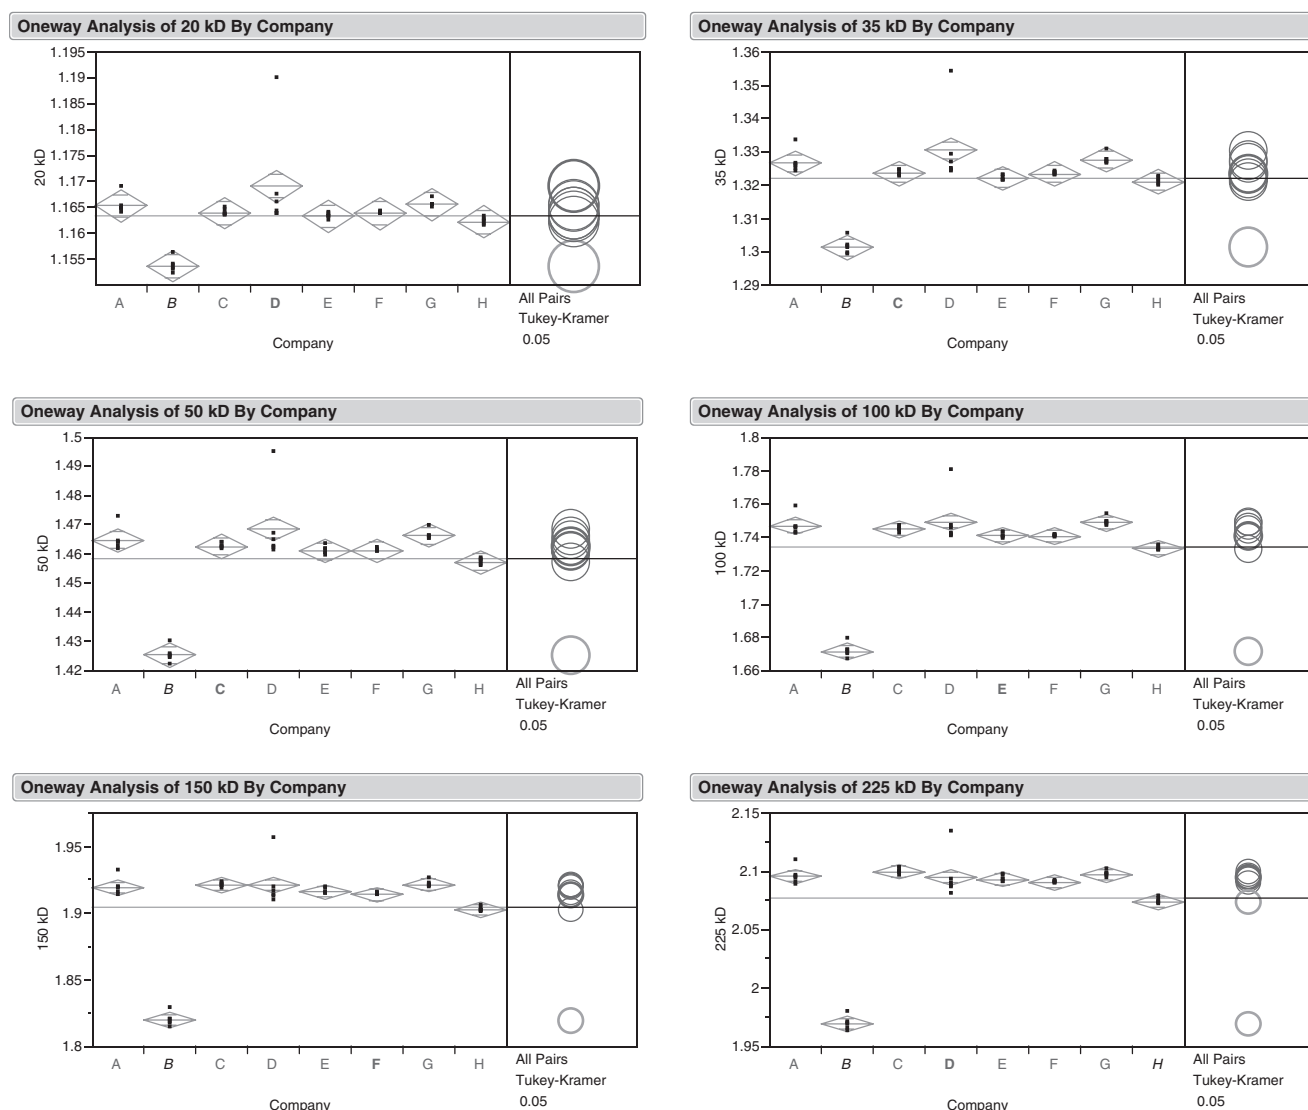 Oneway Analysis of 20 kD By Company
1.195
1.19
1.185
1.18
1.175
1.17
1.165
1.16
1.155
20 kD
A B C D E F G H
All Pairs
Tukey-Kramer
0.05
Company
Oneway Analysis of 35 kD By Company
1.36
1.35
1.34
1.33
1.32
1.31
1.3
1.29
35 kD
A B C D E F G H
All Pairs
Tukey-Kramer
0.05
Company
Oneway Analysis of 50 kD By Company
1.5
1.49
1.48
1.47
1.46
1.45
1.44
1.43
1.42
50 kD
A B C D E F G H
All Pairs
Tukey-Kramer
0.05
Company
Oneway Analysis of 100 kD By Company
1.8
1.78
1.76
1.74
1.72
1.7
1.68
1.66
100 kD
A B C D E F G H
All Pairs
Tukey-Kramer
0.05
Company
Oneway Analysis of 150 kD By Company
1.95
1.9
1.85
1.8
150 kD
A B C D E F G H
All Pairs
Tukey-Kramer
0.05
Company
Oneway Analysis of 225 kD By Company
2.15
2.1
2.05
2
1.95
225 kD
A B C D E F G H
All Pairs
Tukey-Kramer
0.05
Company